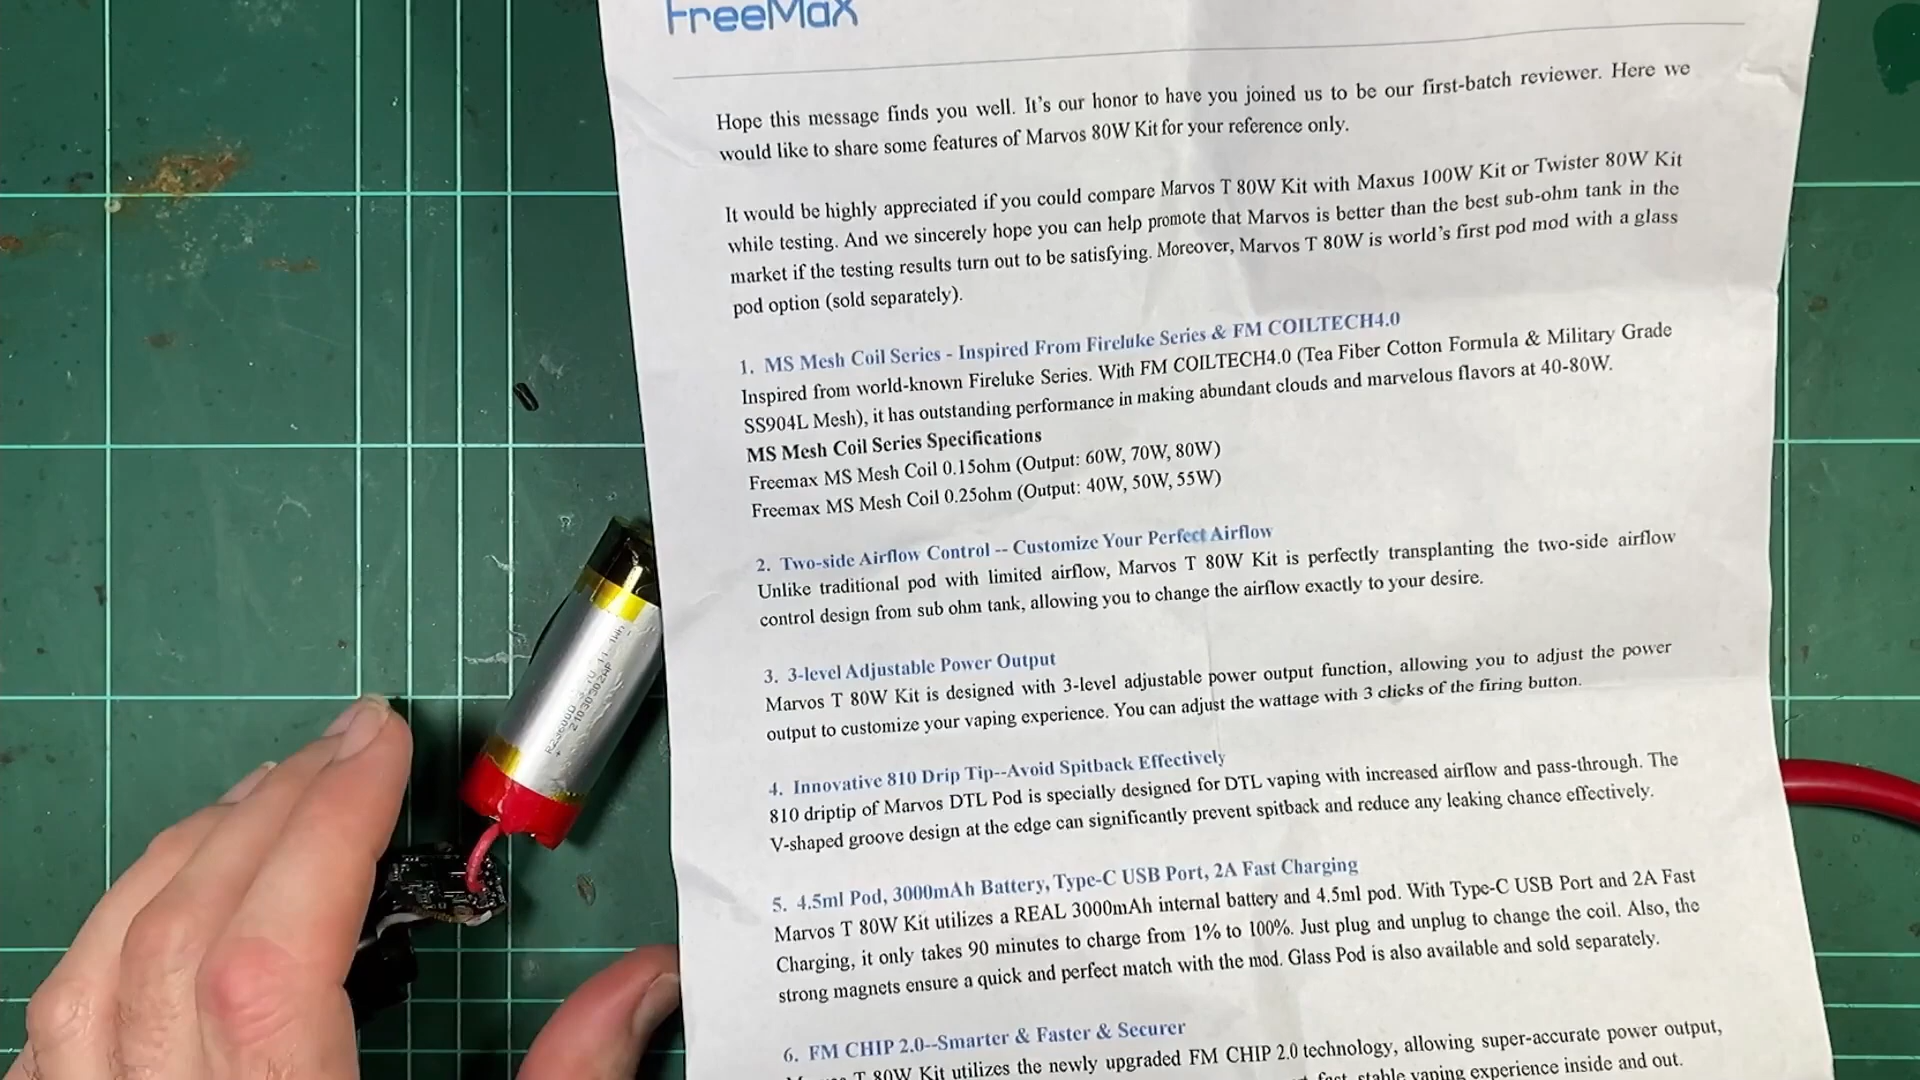 FreeMax
Hope this message finds you well. It's our honor to have you joined us to be our first-batch reviewer. Here we
would like to share some features of Marvos 80W Kit for your reference only.
It would be highly appreciated if you could compare Marvos T 80W Kit with Maxus 100W Kit or Twister 80W Kit
while testing. And we sincerely hope you can help promote that Marvos is better than the best sub-ohm tank in the
market if the testing results turn out to be satisfying. Moreover, Marvos T 80W is world's first pod mod with a glass
pod option (sold separately).
1. MS Mesh Coil Series - Inspired From Fireluke Series & FM COILTECH4.0
Inspired from world-known Fireluke Series. With FM COILTECH4.0 (Tea Fiber Cotton Formula & Military Grade
SS904L Mesh), it has outstanding performance in making abundant clouds and marvelous flavors at 40-80W.
MS Mesh Coil Series Specifications
Freemax MS Mesh Coil 0.15ohm (Output: 60W, 70W, 80W)
Freemax MS Mesh Coil 0.25ohm (Output: 40W, 50W, 55W)
2. Two-side Airflow Control -- Customize Your Perfect Airflow
Unlike traditional pod with limited airflow, Marvos T 80W Kit is perfectly transplanting the two-side airflow
control design from sub ohm tank, allowing you to change the airflow exactly to your desire.
3. 3-level Adjustable Power Output
Marvos T 80W Kit is designed with 3-level adjustable power output function, allowing you to adjust the power
output to customize your vaping experience. You can adjust the wattage with 3 clicks of the firing button.
4. Innovative 810 Drip Tip--Avoid Spitback Effectively
810 driptip of Marvos DTL Pod is specially designed for DTL vaping with increased airflow and pass-through. The
V-shaped groove design at the edge can significantly prevent spitback and reduce any leaking chance effectively.
5. 4.5ml Pod, 3000mAh Battery, Type-C USB Port, 2A Fast Charging
Marvos T 80W Kit utilizes a REAL 3000mAh internal battery and 4.5ml pod. With Type-C USB Port and 2A Fast
Charging, it only takes 90 minutes to charge from 1% to 100%. Just plug and unplug to change the coil. Also, the
strong magnets ensure a quick and perfect match with the mod. Glass Pod is also available and sold separately.
6. FM CHIP 2.0--Smarter & Faster & Securer
T 80W Kit utilizes the newly upgraded FM CHIP 2.0 technology, allowing super-accurate power output,
fast, stable vaping experience inside and out.